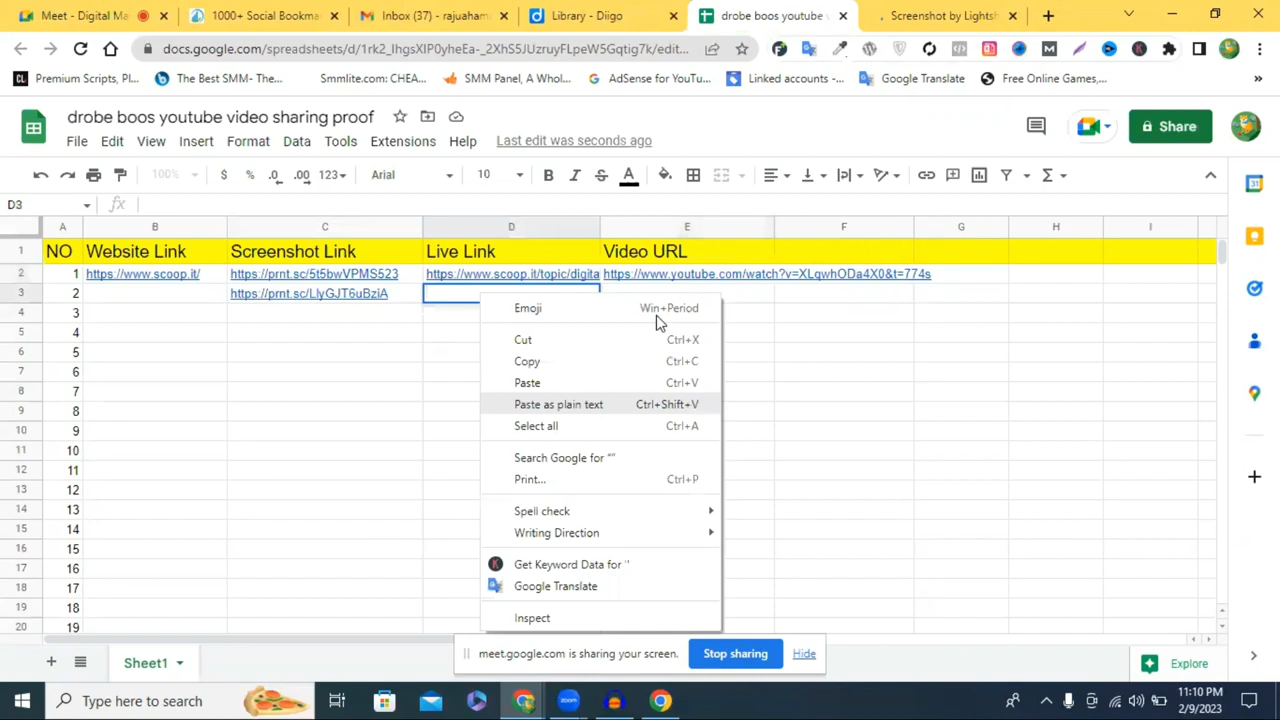 Meet - Digital Ma
1000+ Social Bookma
Inbox (37) - rajuaham
Library - Diigo
drobe boos youtube v
Screenshot by Lightsh
docs.google.com/spreadsheets/d/1rk2_IhgsXIP0yheEa-_2XhS5JUzruyFLpeW5Gqtig7k/edit...
Premium Scripts, Pl...
The Best SMM- The...
Smmlite.com: CHEA...
SMM Panel, A Whol...
AdSense for YouTu...
Linked accounts -...
Google Translate
Free Online Games,...
drobe boos youtube video sharing proof
File Edit View Insert Format Data Tools Extensions Help Last edit was seconds ago
Share
100% $ % .0 .00 123 Arial 10
D3
A B C D E F G H I
1 NO Website Link Screenshot Link Live Link Video URL
2 1 https://www.scoop.it/ https://prnt.sc/5t5bwVPMS523 https://www.scoop.it/topic/digita https://www.youtube.com/watch?v=XLqwhODa4X0&t=774s
3 2 https://prnt.sc/LlyGJT6uBziA
4 3
5 4
6 5
7 6
8 7
9 8
10 9
11 10
12 11
13 12
14 13
15 14
16 15
17 16
18 17
19 18
20 19
Emoji Win+Period
Cut Ctrl+X
Copy Ctrl+C
Paste Ctrl+V
Paste as plain text Ctrl+Shift+V
Select all Ctrl+A
Search Google for “”
Print... Ctrl+P
Spell check
Writing Direction
Get Keyword Data for ''
Google Translate
Inspect
meet.google.com is sharing your screen. Stop sharing Hide
Sheet1
Explore
Type here to search
11:10 PM
2/9/2023